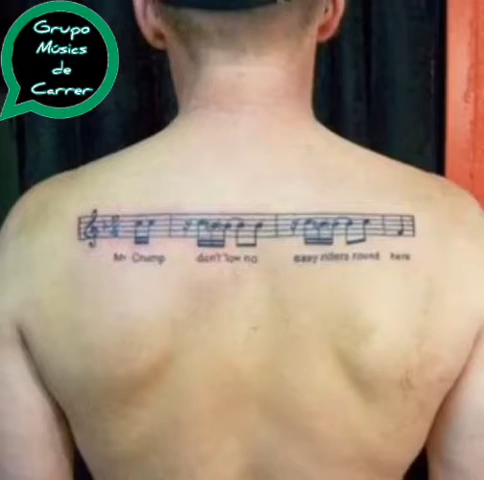 Grupo
Músics
de
Carrer
Mr Crump don't 'low no easy riders round here